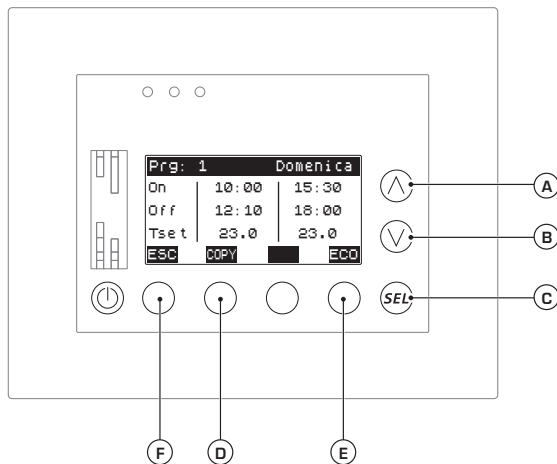 Prg: 1 Domenica
On 10:00 15:30
Off 12:10 18:00
Tset 23.0 23.0
ESC COPY ECO
SEL
A
B
C
F D E